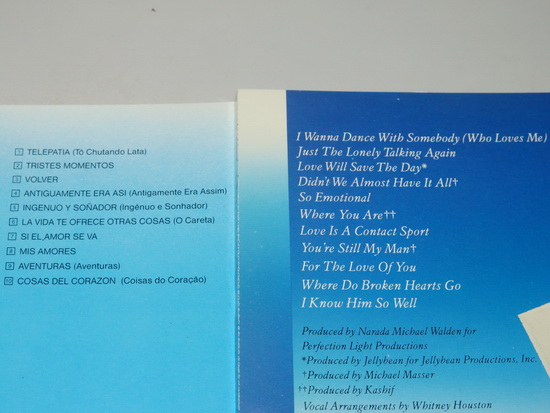 1 TELEPATIA (Tô Chutando Lata)
2 TRISTES MOMENTOS
3 VOLVER
4 ANTIGUAMENTE ERA ASI (Antigamente Era Assim)
5 INGENUO Y SOÑADOR (Ingênuo e Sonhador)
6 LA VIDA TE OFRECE OTRAS COSAS (O Careta)
7 SI EL AMOR SE VA
8 MIS AMORES
9 AVENTURAS (Aventuras)
10 COSAS DEL CORAZON (Coisas do Coração)
I Wanna Dance With Somebody (Who Loves Me)
Just The Lonely Talking Again
Love Will Save The Day*
Didn't We Almost Have It All†
So Emotional
Where You Are††
Love Is A Contact Sport
You're Still My Man†
For The Love Of You
Where Do Broken Hearts Go
I Know Him So Well
Produced by Narada Michael Walden for
Perfection Light Productions
*Produced by Jellybean for Jellybean Productions, Inc.
†Produced by Michael Masser
††Produced by Kashif
Vocal Arrangements by Whitney Houston